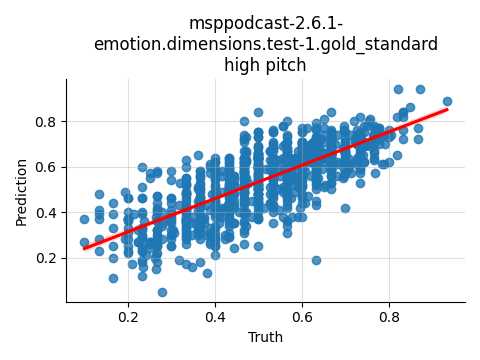 msppodcast-2.6.1-
emotion.dimensions.test-1.gold_standard
high pitch
Prediction
0.8
0.6
0.4
0.2
0.2 0.4 0.6 0.8
Truth